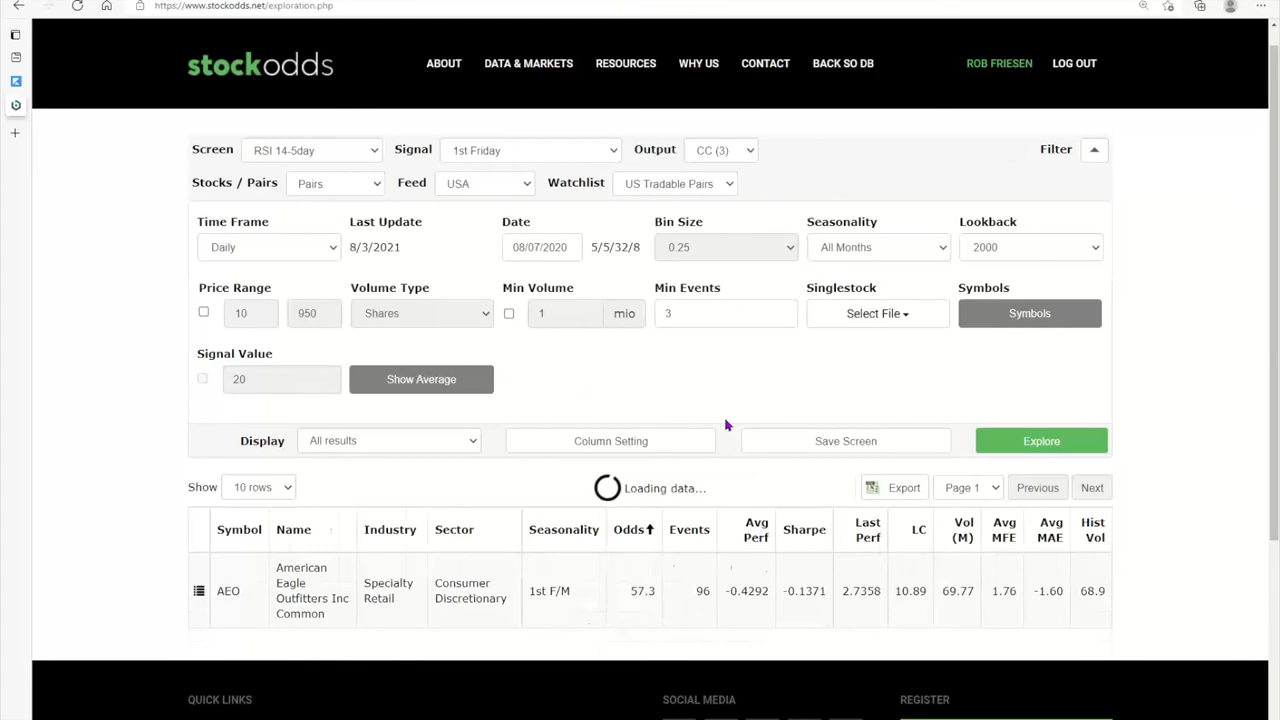 https://www.stockodds.net/exploration.php
stockodds
ABOUT DATA & MARKETS RESOURCES WHY US CONTACT BACK SO DB ROB FRIESEN LOG OUT
Screen RSI 14-5day Signal 1st Friday Output CC (3) Filter
Stocks / Pairs Pairs Feed USA Watchlist US Tradable Pairs
Time Frame Last Update Date Bin Size Seasonality Lookback
Daily 8/3/2021 08/07/2020 5/5/32/8 0.25 All Months 2000
Price Range Volume Type Min Volume Min Events Singlestock Symbols
10 950 Shares 1 mio 3 Select File Symbols
Signal Value
20 Show Average
Display All results Column Setting Save Screen Explore
Show 10 rows Loading data... Export Page 1 Previous Next
Symbol Name Industry Sector Seasonality Odds Events Avg Perf Sharpe Last Perf LC Vol (M) Avg MFE Avg MAE Hist Vol
AEO American Eagle Outfitters Inc Common Specialty Retail Consumer Discretionary 1st F/M 57.3 96 -0.4292 -0.1371 2.7358 10.89 69.77 1.76 -1.60 68.9
QUICK LINKS SOCIAL MEDIA REGISTER